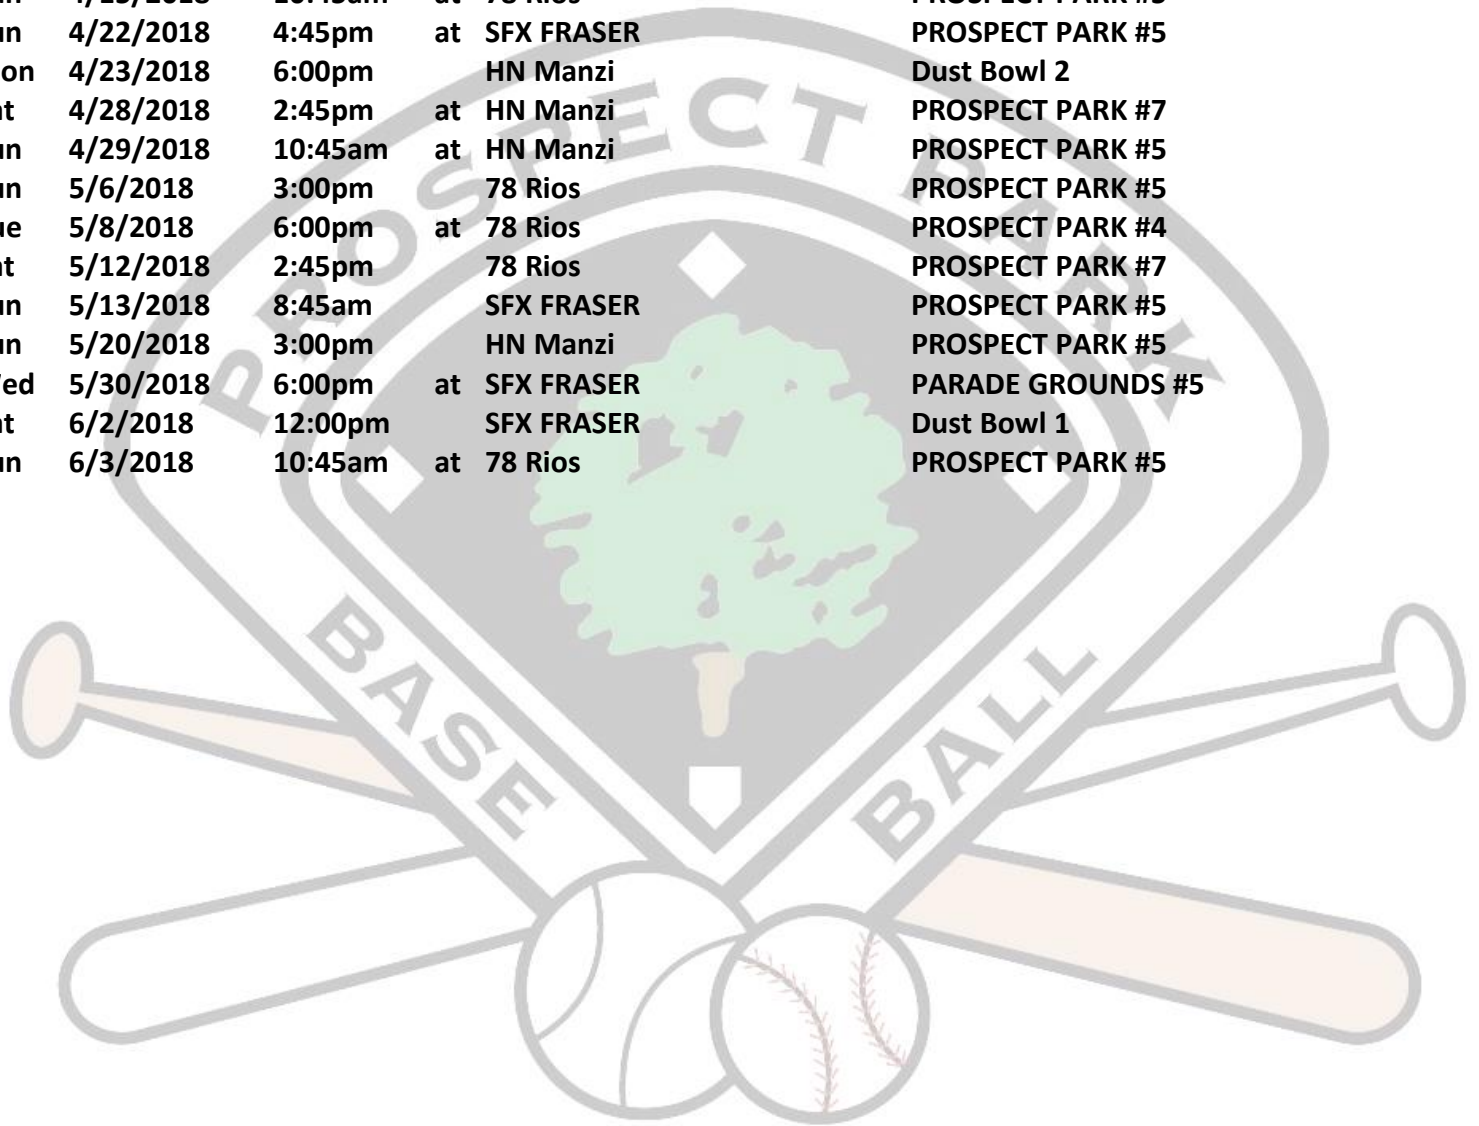 un 4/22/2018 4:45pm at SFX FRASER PROSPECT PARK #5
on 4/23/2018 6:00pm HN Manzi Dust Bowl 2
at 4/28/2018 2:45pm at HN Manzi PROSPECT PARK #7
un 4/29/2018 10:45am at HN Manzi PROSPECT PARK #5
un 5/6/2018 3:00pm 78 Rios PROSPECT PARK #5
ue 5/8/2018 6:00pm at 78 Rios PROSPECT PARK #4
at 5/12/2018 2:45pm 78 Rios PROSPECT PARK #7
un 5/13/2018 8:45am SFX FRASER PROSPECT PARK #5
un 5/20/2018 3:00pm HN Manzi PROSPECT PARK #5
ed 5/30/2018 6:00pm at SFX FRASER PARADE GROUNDS #5
at 6/2/2018 12:00pm SFX FRASER Dust Bowl 1
un 6/3/2018 10:45am at 78 Rios PROSPECT PARK #5
PROSPECT PARK
BASE BALL